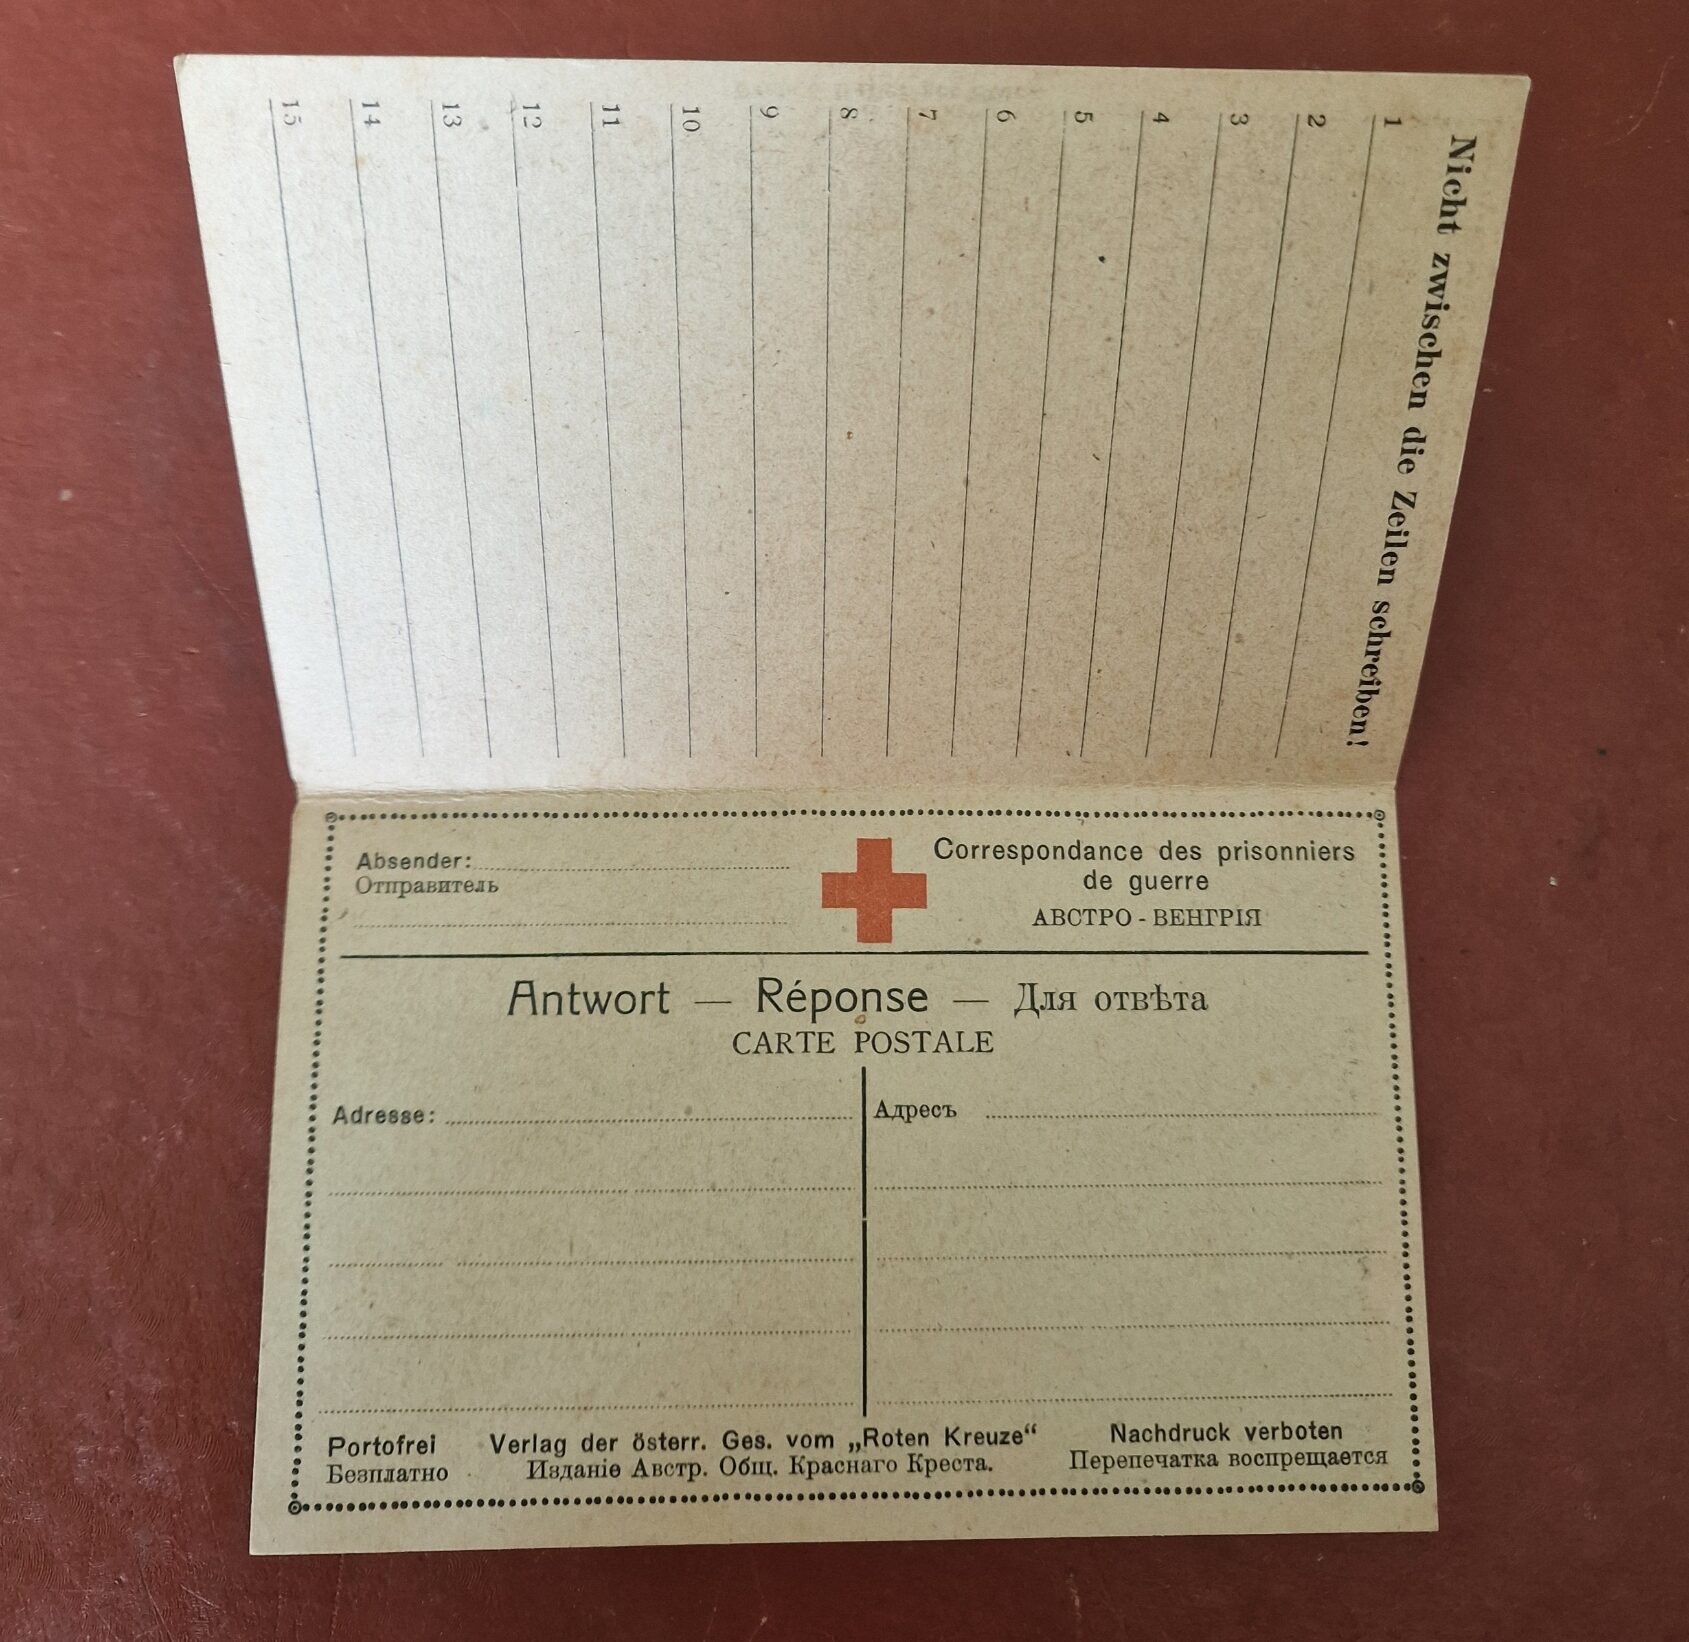 Nicht zwischen die Zeilen schreiben!
1
2
3
4
5
6
7
8
9
10
11
12
13
14
15
Absender:
Отправитель
Correspondance des prisonniers
de guerre
АВСТРО - ВЕНГРІЯ
Antwort — Réponse — Для отвѣта
CARTE POSTALE
Adresse:
Адресъ
Portofrei
Безплатно
Verlag der österr. Ges. vom „Roten Kreuze“
Изданіе Австр. Общ. Краснаго Креста.
Nachdruck verboten
Перепечатка воспрещается